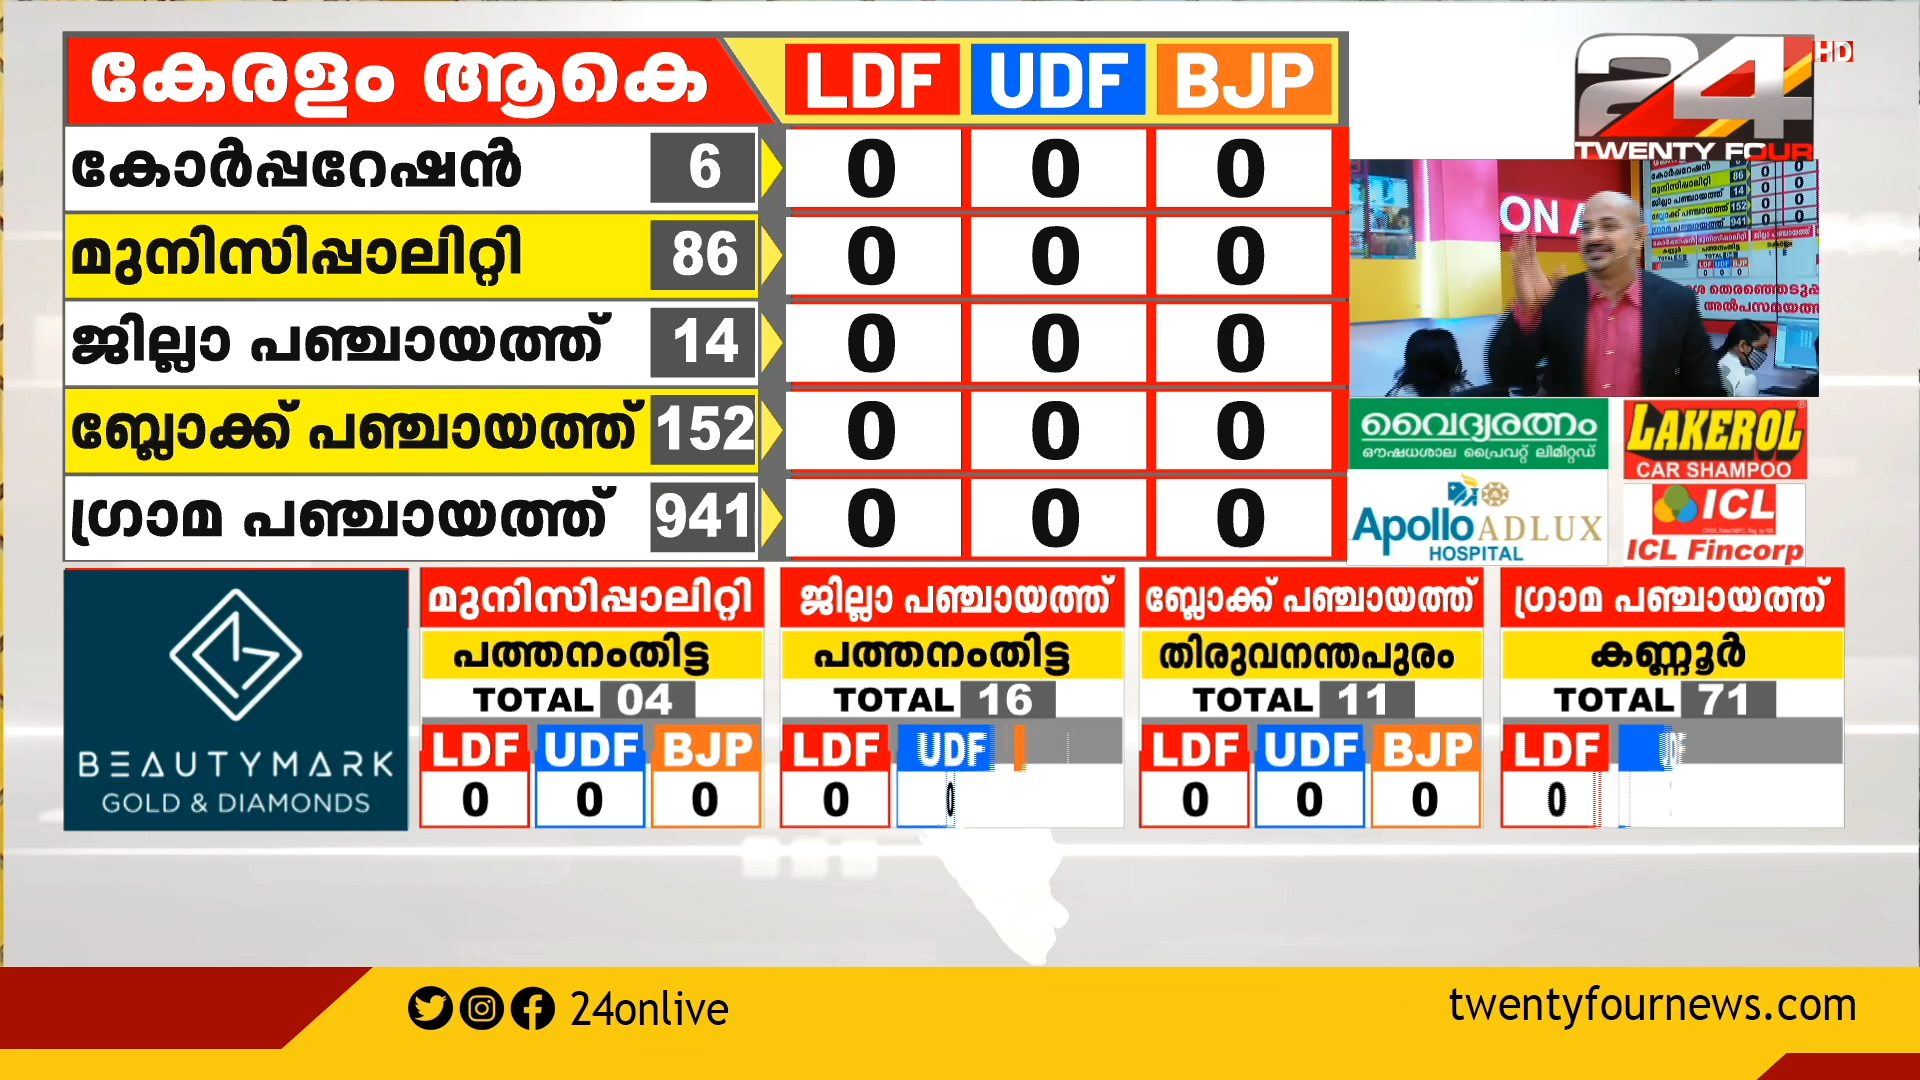 കേരളം ആകെ LDF UDF BJP
കോർപ്പറേഷൻ 6 0 0 0
മുനിസിപ്പാലിറ്റി 86 0 0 0
ജില്ലാ പഞ്ചായത്ത് 14 0 0 0
ബ്ലോക്ക് പഞ്ചായത്ത് 152 0 0 0
ഗ്രാമ പഞ്ചായത്ത് 941 0 0 0
24 HD
TWENTY FOUR
ON A
വൈദ്യരത്നം
ഔഷധശാല പ്രൈവറ്റ് ലിമിറ്റഡ്
LAKEROL
CAR SHAMPOO
Apollo ADLUX
HOSPITAL
ICL
ICL Fincorp
BEAUTYMARK
GOLD & DIAMONDS
മുനിസിപ്പാലിറ്റി
പത്തനംതിട്ട
TOTAL 04
LDF UDF BJP
0 0 0
ജില്ലാ പഞ്ചായത്ത്
പത്തനംതിട്ട
TOTAL 16
LDF UDF
0
ബ്ലോക്ക് പഞ്ചായത്ത്
തിരുവനന്തപുരം
TOTAL 11
LDF UDF BJP
0 0 0
ഗ്രാമ പഞ്ചായത്ത്
കണ്ണൂർ
TOTAL 71
LDF
0
24onlive
twentyfournews.com